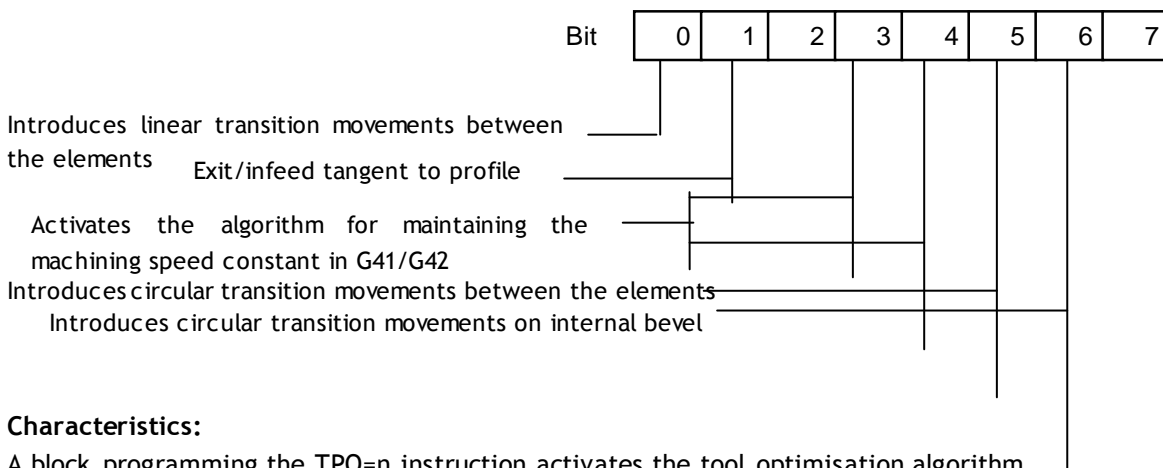 Bit 0 1 2 3 4 5 6 7
Introduces linear transition movements between
the elements
Exit/infeed tangent to profile
Activates the algorithm for maintaining the
machining speed constant in G41/G42
Introduces circular transition movements between the elements
Introduces circular transition movements on internal bevel
Characteristics:
A block programming the TPO=n instruction activates the tool optimisation algorithm